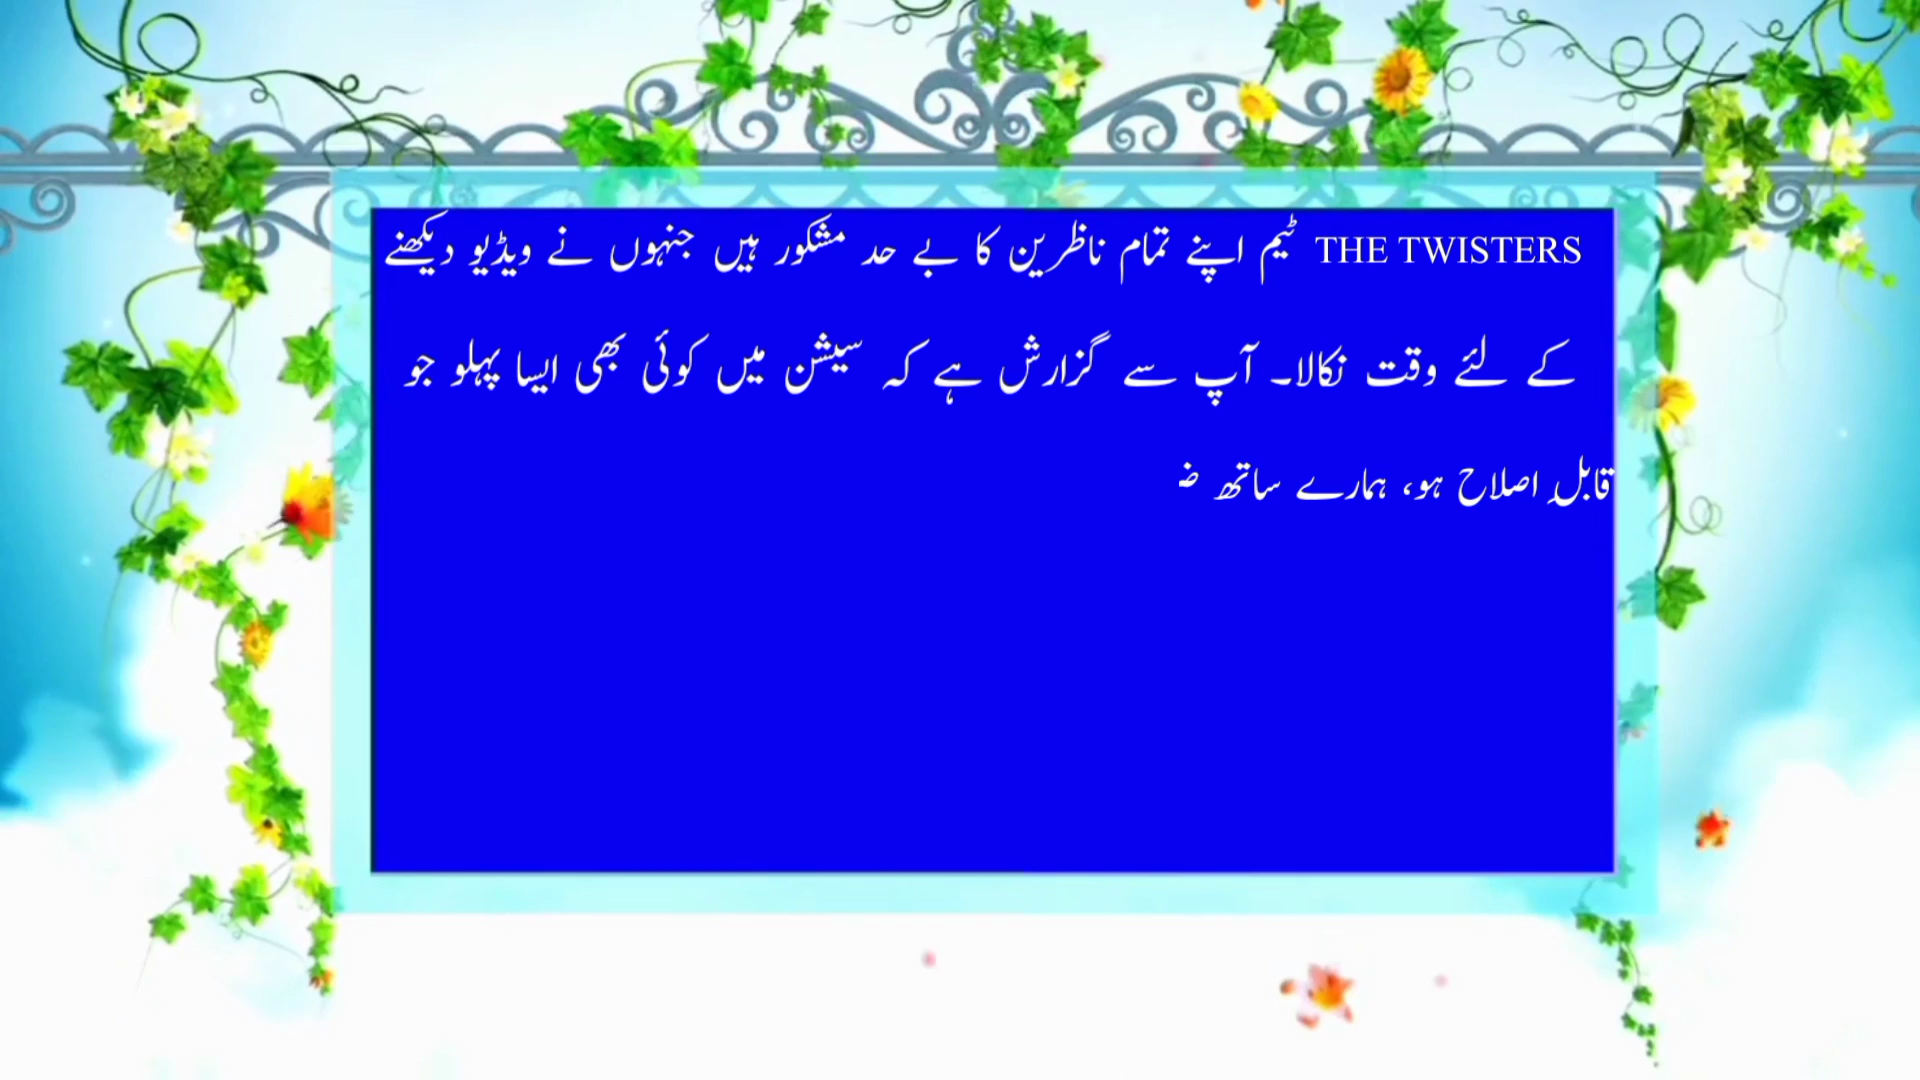 THE TWISTERS ٹیم اپنے تمام ناظرین کا بے حد مشکور ہیں جنہوں نے ویڈیو دیکھنے
کے لئے وقت نکالا۔ آپ سے گزارش ہے کہ سیشن میں کوئی بھی ایسا پہلو جو
قابلِ اصلاح ہو، ہمارے ساتھ ض